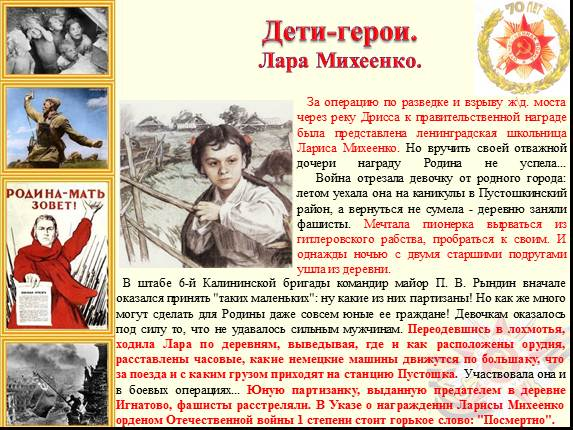 Дети-герои.
Лара Михеенко.
70 ЛЕТ
РОДИНА-МАТЬ
ЗОВЕТ!
За операцию по разведке и взрыву ж/д. моста
через реку Дрисса к правительственной награде
была представлена ленинградская школьница
Лариса Михеенко. Но вручить своей отважной
дочери награду Родина не успела...
Война отрезала девочку от родного города:
летом уехала она на каникулы в Пустошкинский
район, а вернуться не сумела - деревню заняли
фашисты. Мечтала пионерка вырваться из
гитлеровского рабства, пробраться к своим. И
однажды ночью с двумя старшими подругами
ушла из деревни.
В штабе 6-й Калининской бригады командир майор П. В. Рындин вначале
оказался принять "таких маленьких": ну какие из них партизаны! Но как же много
могут сделать для Родины даже совсем юные ее граждане! Девочкам оказалось
под силу то, что не удавалось сильным мужчинам. Переодевшись в лохмотья,
ходила Лара по деревням, выведывая, где и как расположены орудия,
расставлены часовые, какие немецкие машины движутся по большаку, что
за поезда и с каким грузом приходят на станцию Пустошка. Участвовала она и
в боевых операциях... Юную партизанку, выданную предателем в деревне
Игнатово, фашисты расстреляли. В Указе о награждении Ларисы Михеенко
орденом Отечественной войны 1 степени стоит горькое слово: "Посмертно".